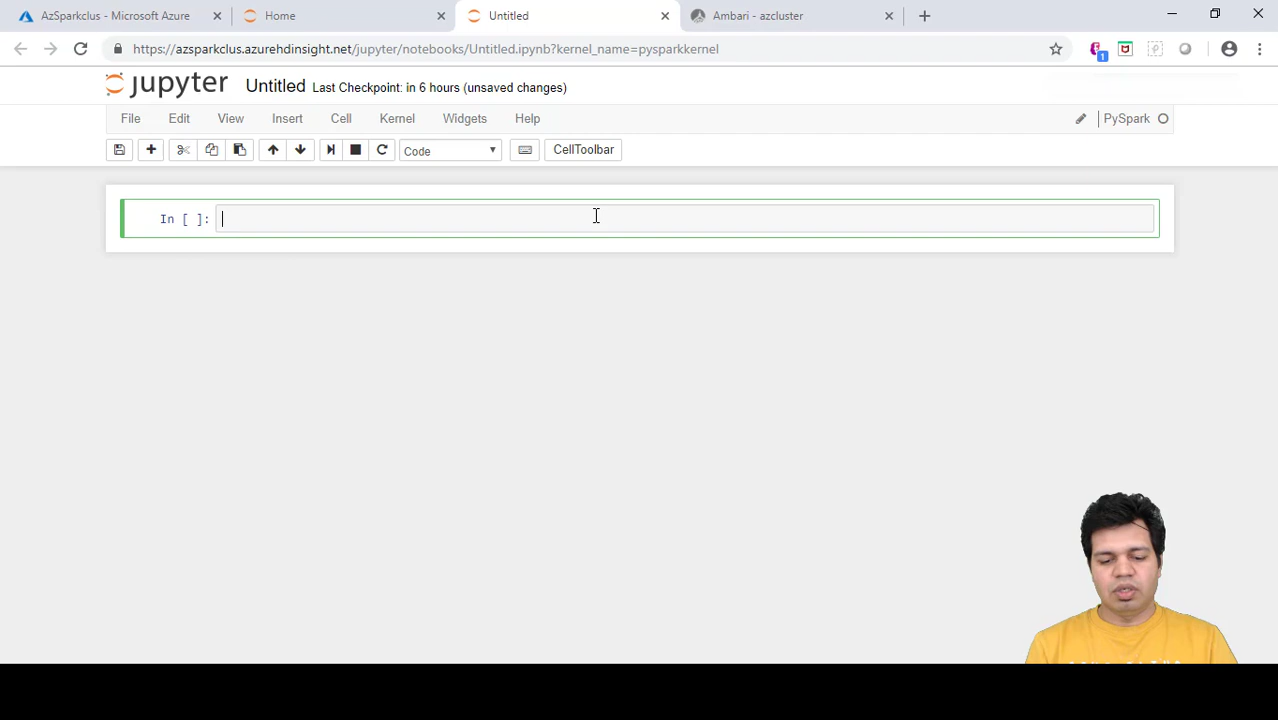 AzSparkclus - Microsoft Azure
Home
Untitled
Ambari - azcluster
https://azsparkclus.azurehdinsight.net/jupyter/notebooks/Untitled.ipynb?kernel_name=pysparkkernel
1
jupyter Untitled Last Checkpoint: in 6 hours (unsaved changes)
File Edit View Insert Cell Kernel Widgets Help PySpark
Code CellToolbar
In [ ]: